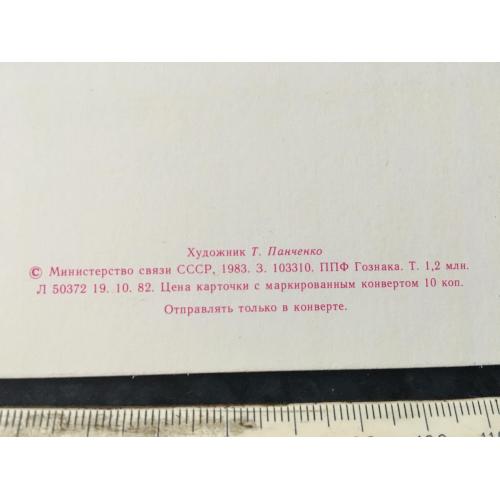 Художник Т. Панченко
© Министерство связи СССР, 1983. З. 103310. ППФ Гознака. Т. 1,2 млн.
Л 50372 19. 10. 82. Цена карточки с маркированным конвертом 10 коп.
Отправлять только в конверте.